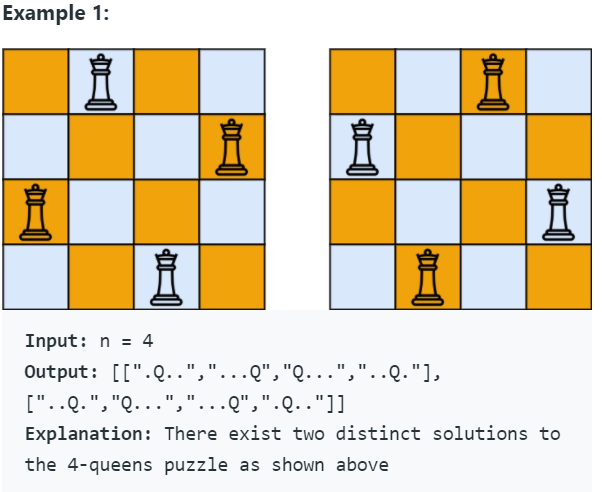 Example 1:
Input: n = 4
Output: [[".Q..","...Q","Q...","..Q."],
["..Q.","Q...","...Q",".Q.."]]
Explanation: There exist two distinct solutions to
the 4-queens puzzle as shown above